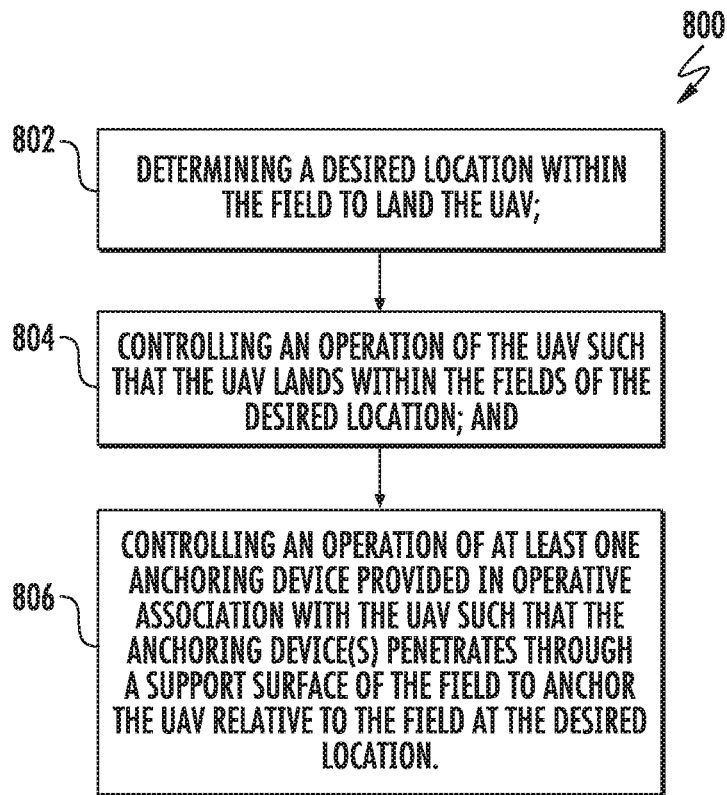 800
802
DETERMINING A DESIRED LOCATION WITHIN
THE FIELD TO LAND THE UAV;
804
CONTROLLING AN OPERATION OF THE UAV SUCH
THAT THE UAV LANDS WITHIN THE FIELDS OF THE
DESIRED LOCATION; AND
806
CONTROLLING AN OPERATION OF AT LEAST ONE
ANCHORING DEVICE PROVIDED IN OPERATIVE
ASSOCIATION WITH THE UAV SUCH THAT THE
ANCHORING DEVICE(S) PENETRATES THROUGH
A SUPPORT SURFACE OF THE FIELD TO ANCHOR
THE UAV RELATIVE TO THE FIELD AT THE DESIRED
LOCATION.